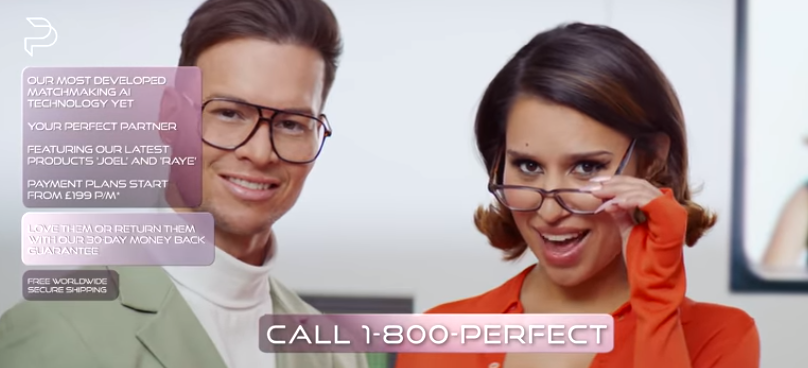 OUR MOST DEVELOPED
MATCHMAKING AI
TECHNOLOGY YET
YOUR PERFECT PARTNER
FEATURING OUR LATEST
PRODUCTS 'JOEL' AND 'RAYE'
PAYMENT PLANS START
FROM £199 P/M*
LOVE THEM OR RETURN THEM
WITH OUR 30-DAY MONEY BACK
GUARANTEE
FREE WORLDWIDE
SECURE SHIPPING
CALL 1-800-PERFECT